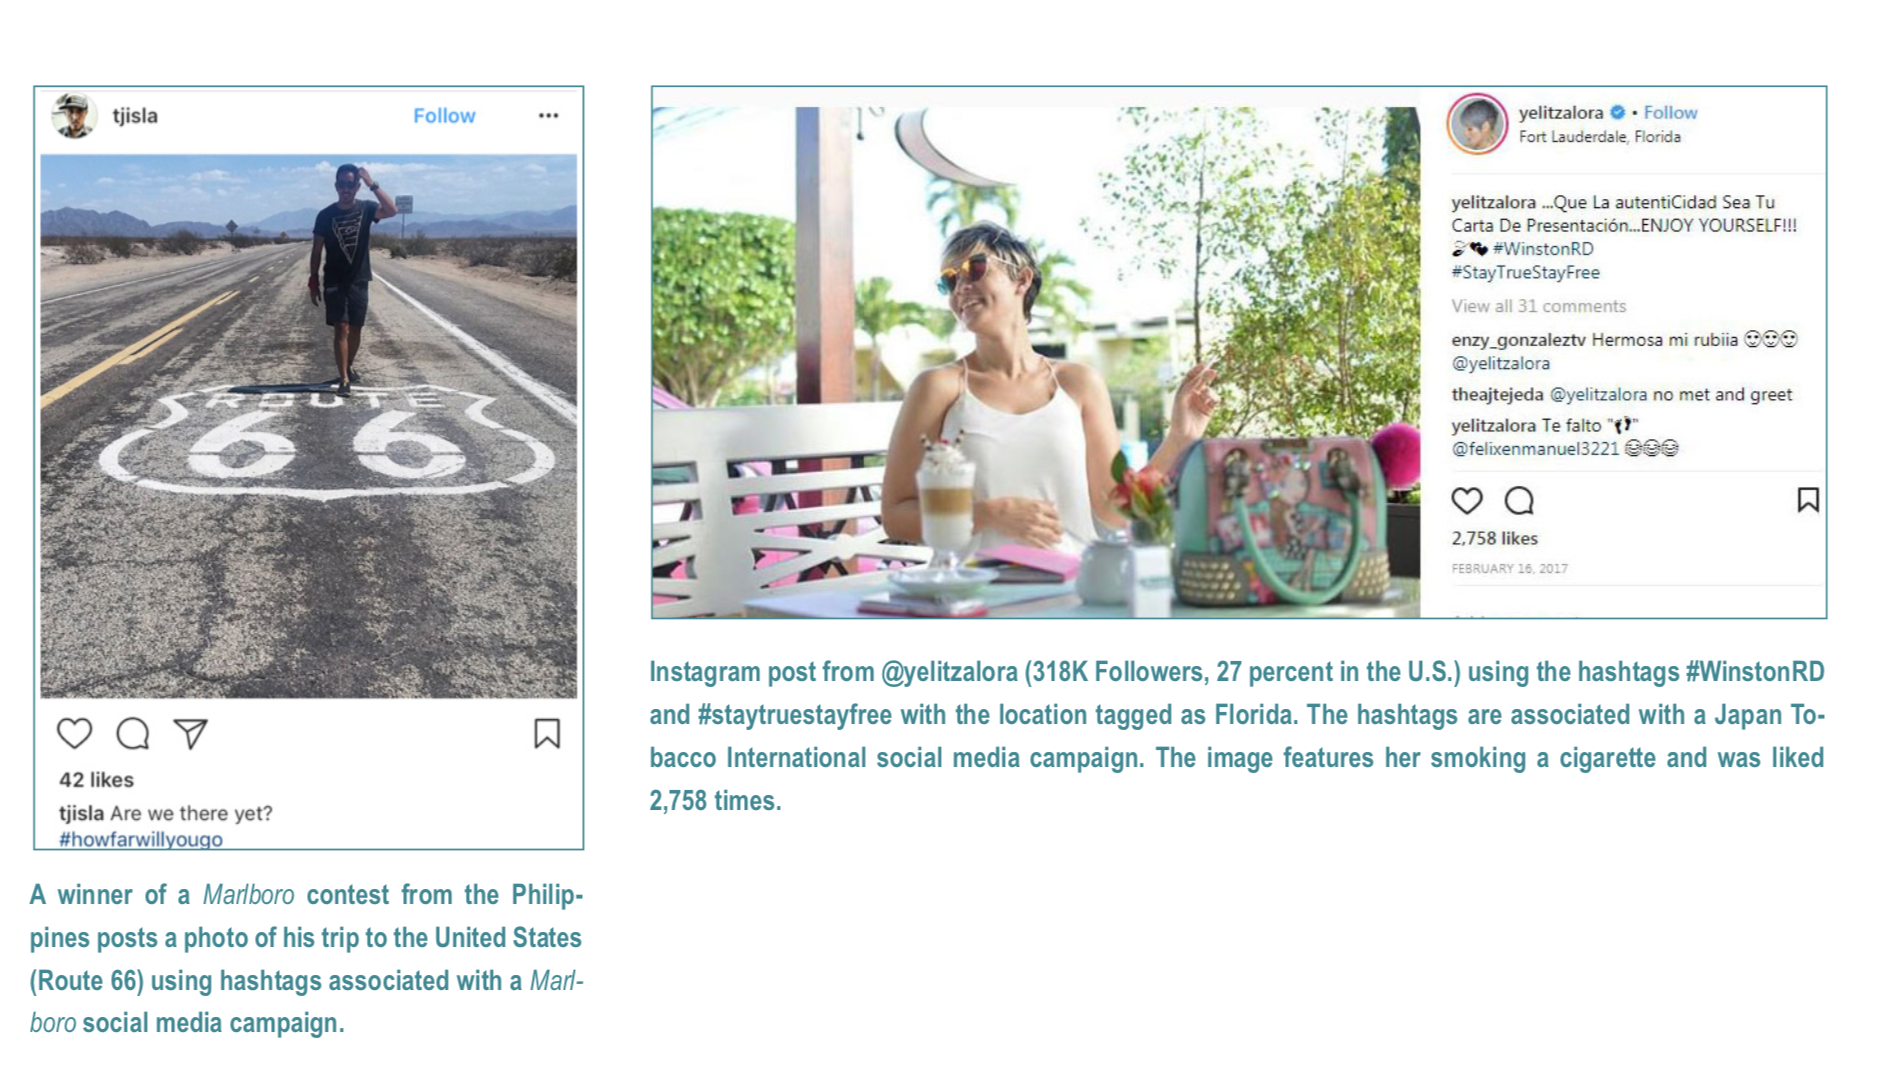 tjisla
Follow
ROUTE
66
42 likes
tjisla Are we there yet?
#howfarwillyougo
A winner of a Marlboro contest from the Philip-
pines posts a photo of his trip to the United States
(Route 66) using hashtags associated with a Marl-
boro social media campaign.
yelitzalora • Follow
Fort Lauderdale, Florida
yelitzalora ...Que La autentiCidad Sea Tu
Carta De Presentación...ENJOY YOURSELF!!!
#WinstonRD
#StayTrueStayFree
View all 31 comments
enzy_gonzaleztv Hermosa mi rubiia 😍😍😍
@yelitzalora
theajtejeda @yelitzalora no met and greet
yelitzalora Te falto "👣"
@felixenmanuel3221 😂😂😂
2,758 likes
FEBRUARY 16, 2017
Instagram post from @yelitzalora (318K Followers, 27 percent in the U.S.) using the hashtags #WinstonRD
and #staytruestayfree with the location tagged as Florida. The hashtags are associated with a Japan To-
bacco International social media campaign. The image features her smoking a cigarette and was liked
2,758 times.